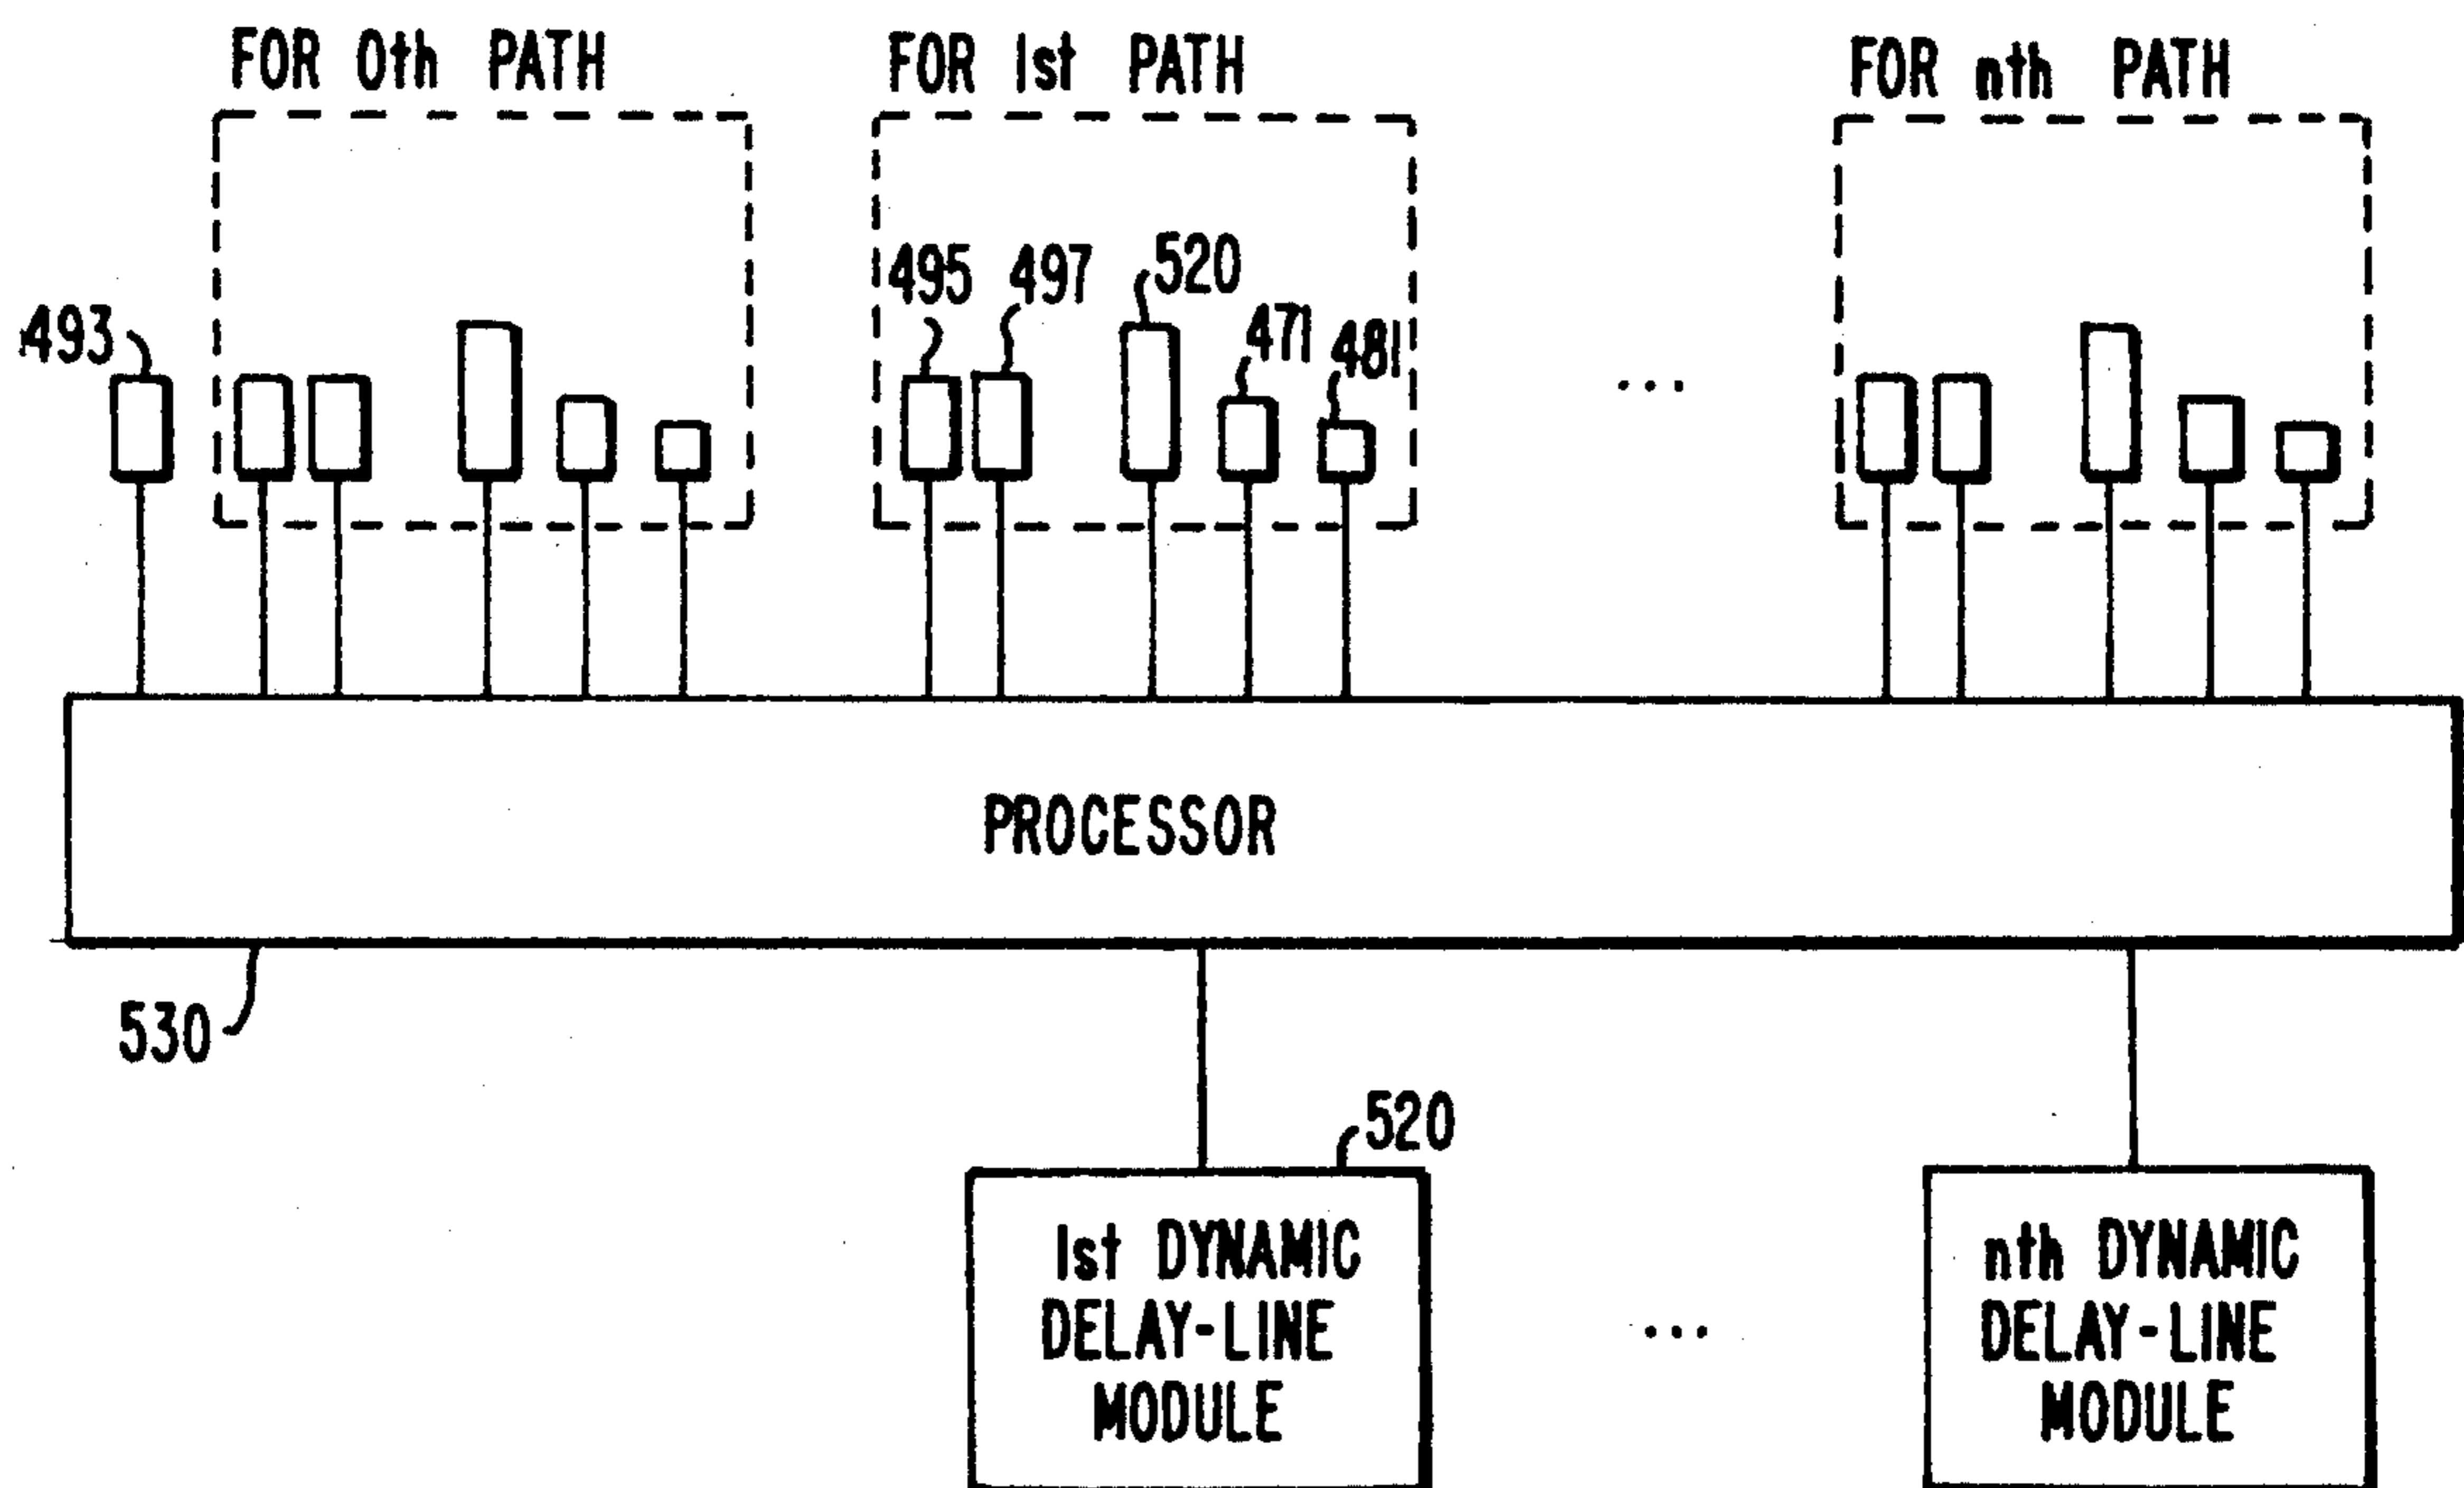 FOR 0th PATH
FOR 1st PATH
FOR nth PATH
493
495
497
520
471
481
...
PROCESSOR
530
520
1st DYNAMIC
DELAY-LINE
MODULE
...
nth DYNAMIC
DELAY-LINE
MODULE